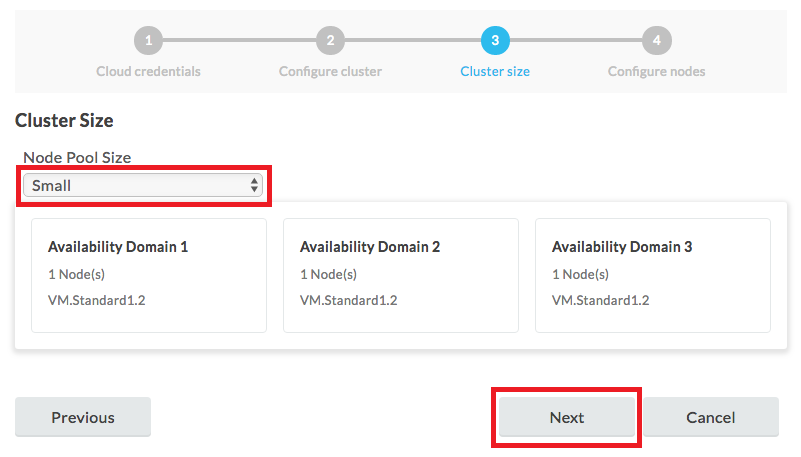 1 2 3 4
Cloud credentials Configure cluster Cluster size Configure nodes
Cluster Size
Node Pool Size
Small
Availability Domain 1 Availability Domain 2 Availability Domain 3
1 Node(s) 1 Node(s) 1 Node(s)
VM.Standard1.2 VM.Standard1.2 VM.Standard1.2
Previous Next Cancel